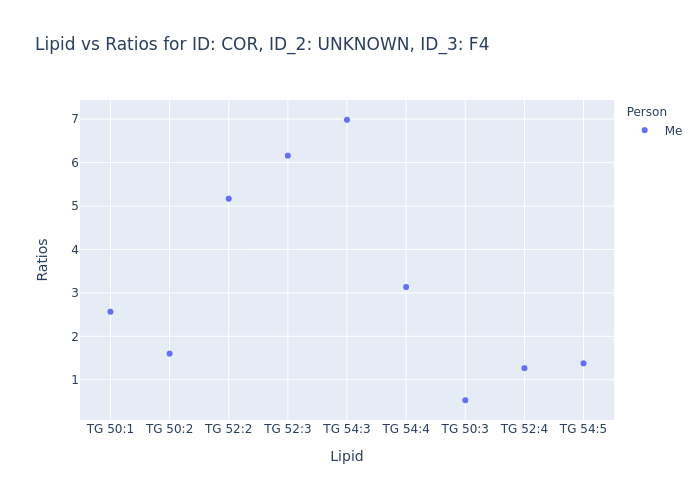 Lipid vs Ratios for ID: COR, ID_2: UNKNOWN, ID_3: F4
Person
Me
7
6
5
4
3
2
1
Ratios
TG 50:1 TG 50:2 TG 52:2 TG 52:3 TG 54:3 TG 54:4 TG 50:3 TG 52:4 TG 54:5
Lipid